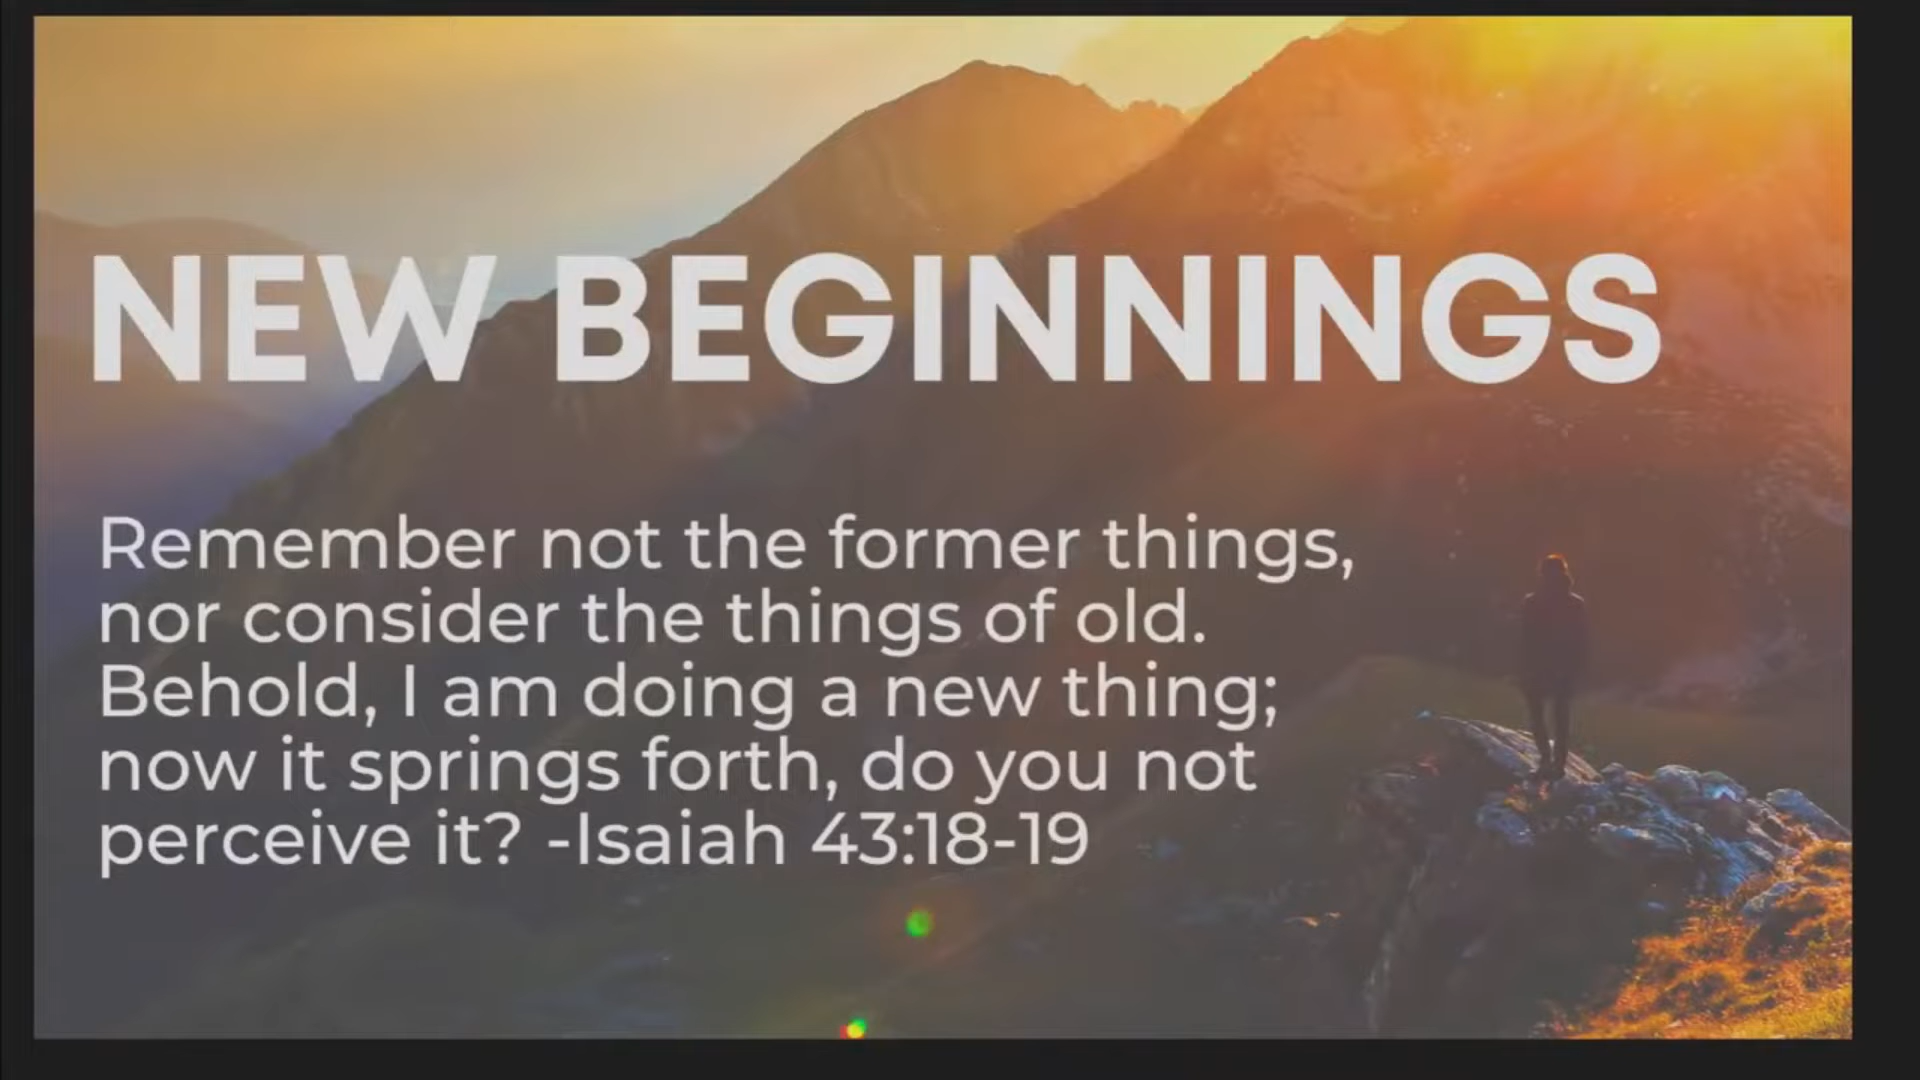 NEW BEGINNINGS
Remember not the former things,
nor consider the things of old.
Behold, I am doing a new thing;
now it springs forth, do you not
perceive it? -Isaiah 43:18-19